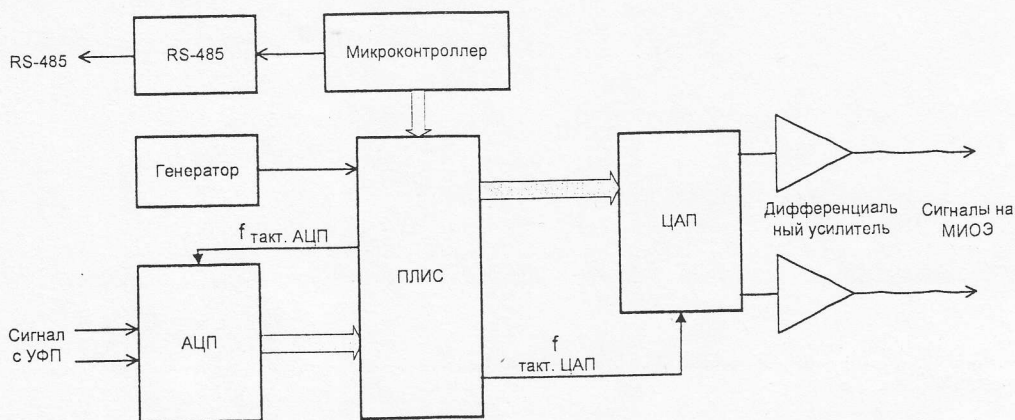 RS-485
RS-485
Микроконтроллер
Генератор
f такт. АЦП
ПЛИС
ЦАП
Дифференциаль
ный усилитель
Сигналы на
МИОЭ
Сигнал
с УФП
АЦП
f
такт. ЦАП